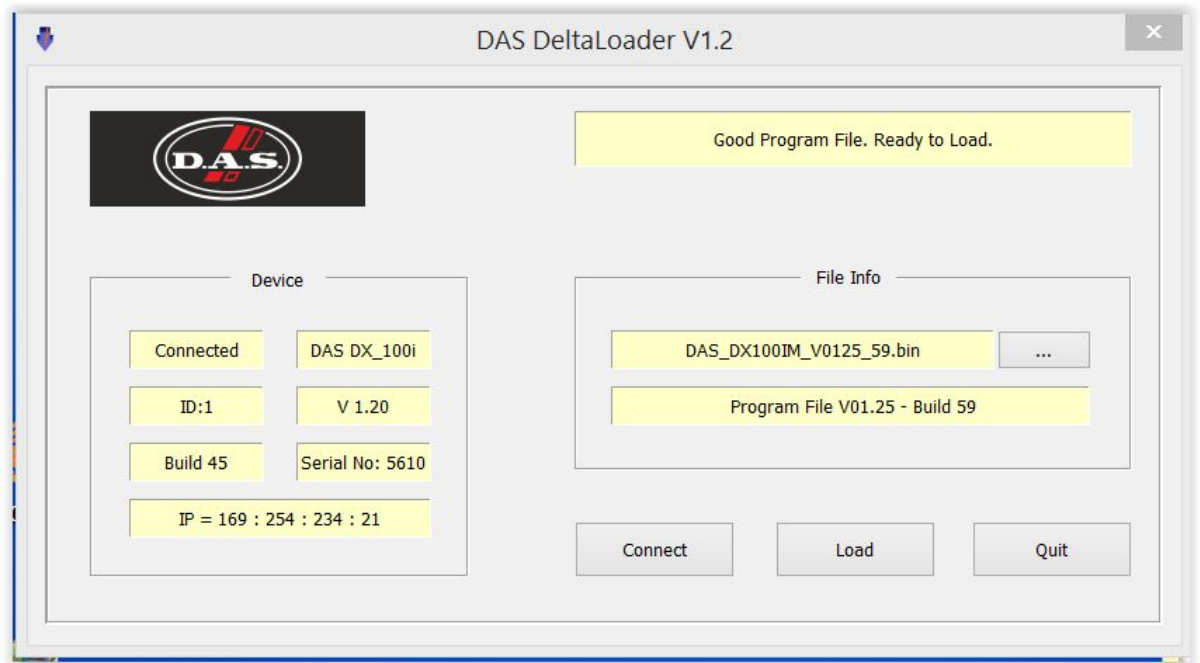 DAS DeltaLoader V1.2
D.A.S.
Good Program File. Ready to Load.
Device
Connected
DAS DX_100i
ID:1
V 1.20
Build 45
Serial No: 5610
IP = 169 : 254 : 234 : 21
File Info
DAS_DX100IM_V0125_59.bin
...
Program File V01.25 - Build 59
Connect
Load
Quit